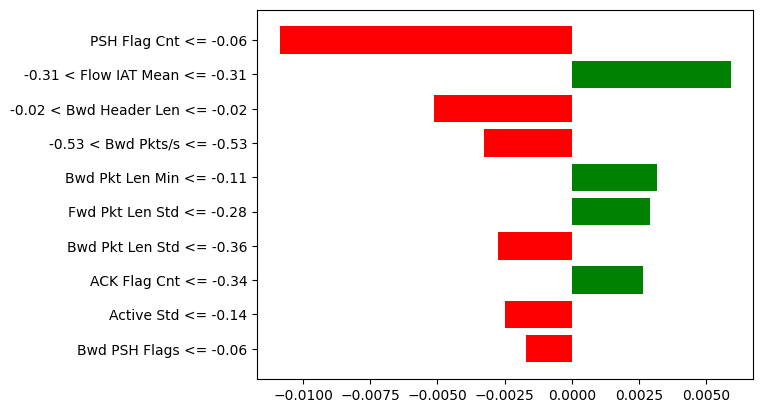 PSH Flag Cnt <= -0.06
-0.31 < Flow IAT Mean <= -0.31
-0.02 < Bwd Header Len <= -0.02
-0.53 < Bwd Pkts/s <= -0.53
Bwd Pkt Len Min <= -0.11
Fwd Pkt Len Std <= -0.28
Bwd Pkt Len Std <= -0.36
ACK Flag Cnt <= -0.34
Active Std <= -0.14
Bwd PSH Flags <= -0.06
−0.0100 −0.0075 −0.0050 −0.0025 0.0000 0.0025 0.0050